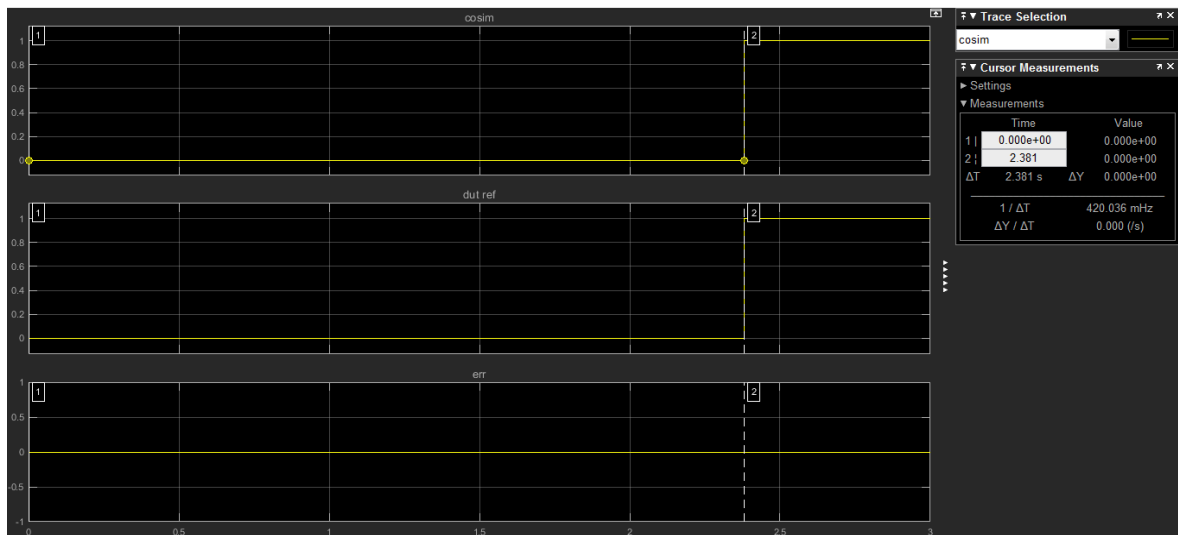 cosim
1
2
1
0.8
0.6
0.4
0.2
0
dut ref
1
2
1
0.8
0.6
0.4
0.2
0
err
1
2
1
0.5
0
-0.5
-1
0 0.5 1 1.5 2 2.5 3
Trace Selection
cosim
Cursor Measurements
Settings
Measurements
Time Value
1 | 0.000e+00 0.000e+00
2 ¦ 2.381 0.000e+00
ΔT 2.381 s ΔY 0.000e+00
1 / ΔT 420.036 mHz
ΔY / ΔT 0.000 (/s)